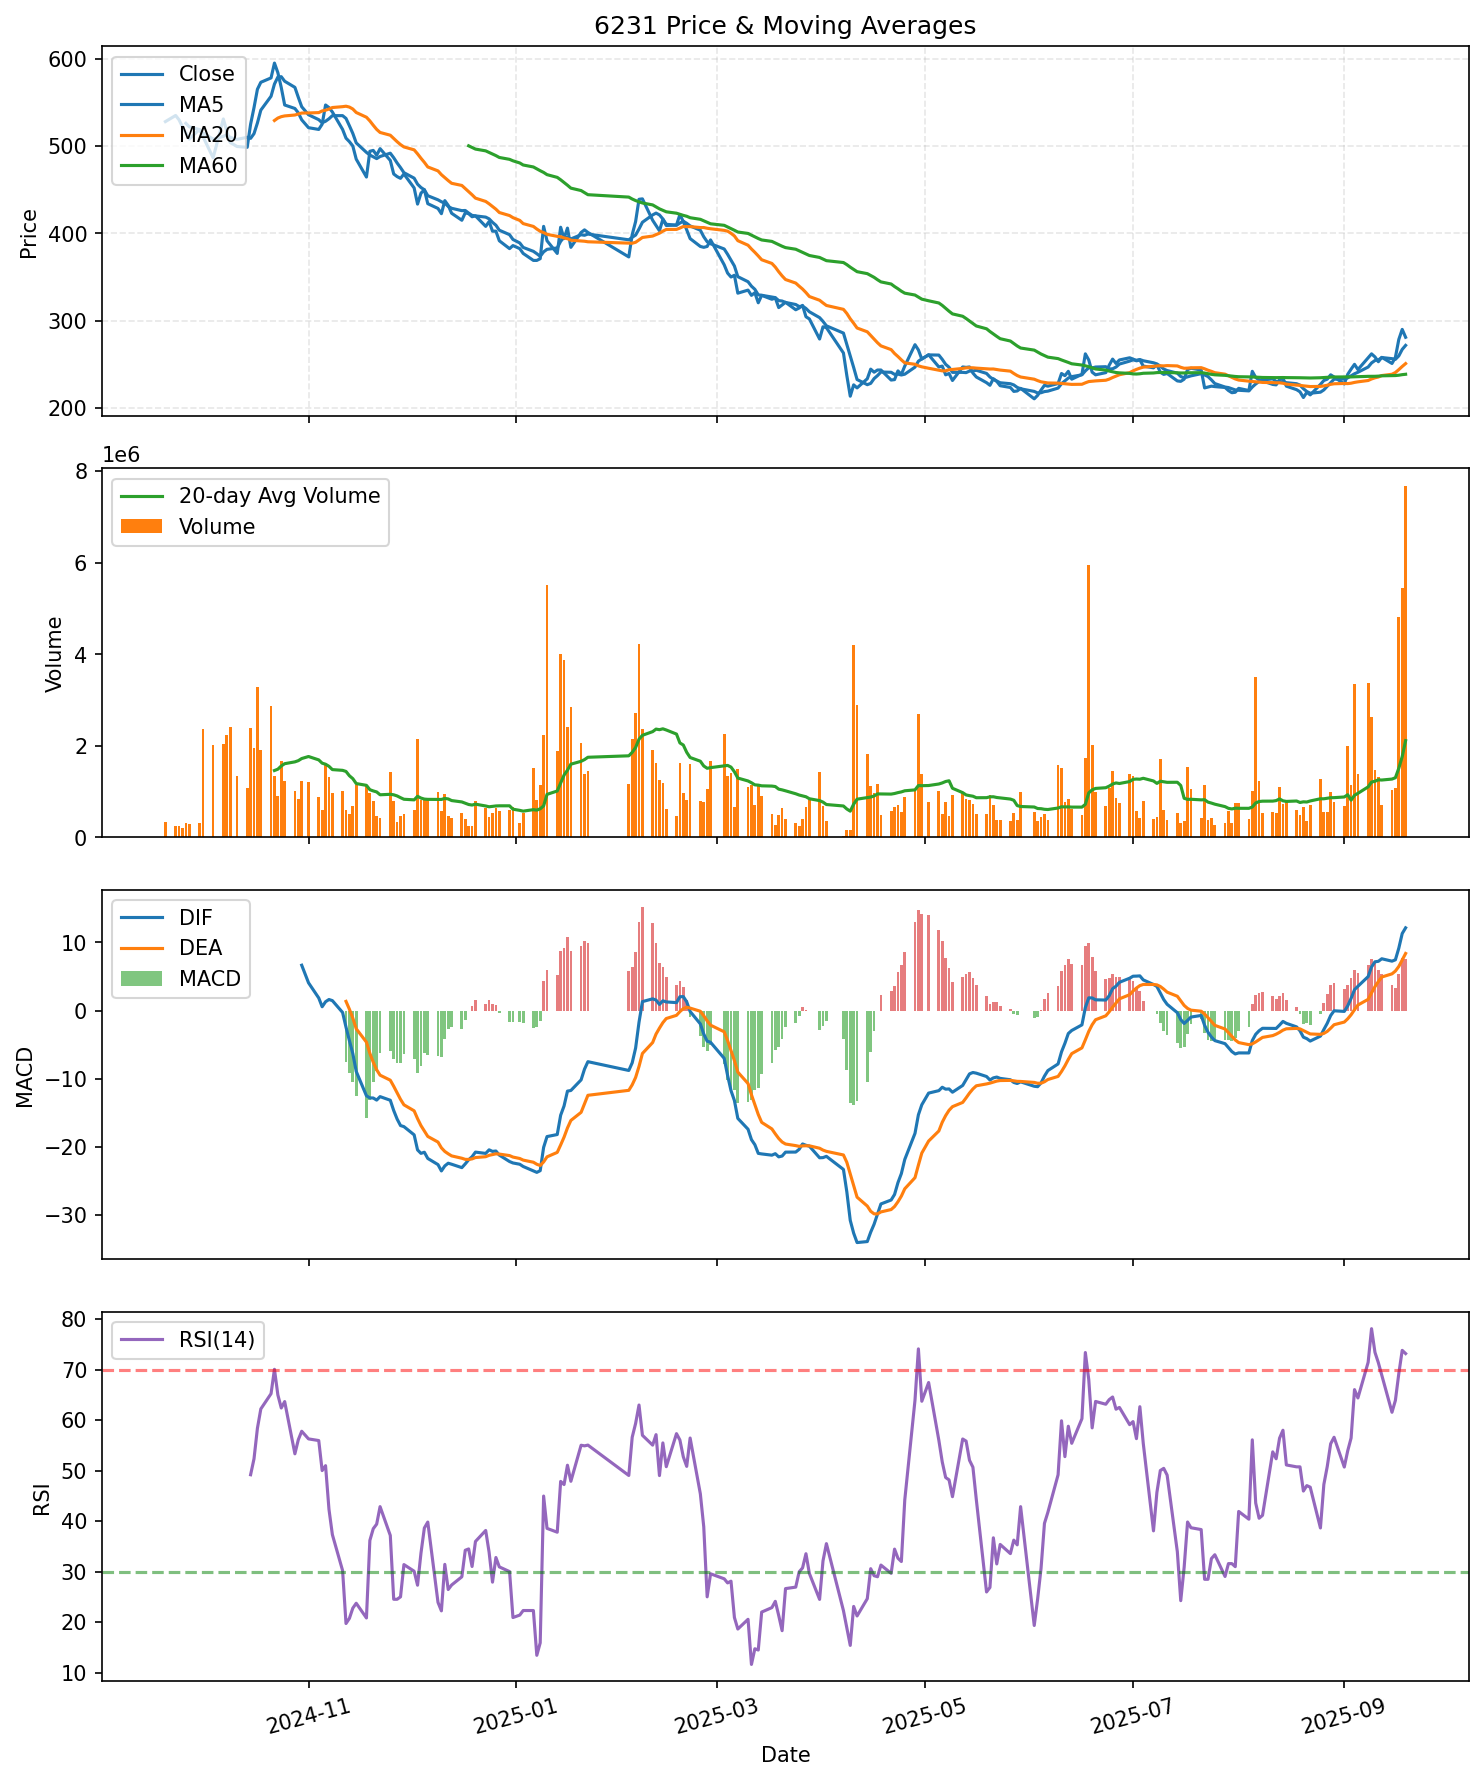 6231 Price & Moving Averages
Price
600
500
400
300
200
Close
MA5
MA20
MA60
1e6
Volume
8
6
4
2
0
20-day Avg Volume
Volume
MACD
10
0
−10
−20
−30
DIF
DEA
MACD
RSI
80
70
60
50
40
30
20
10
RSI(14)
2024-11
2025-01
2025-03
2025-05
2025-07
2025-09
Date